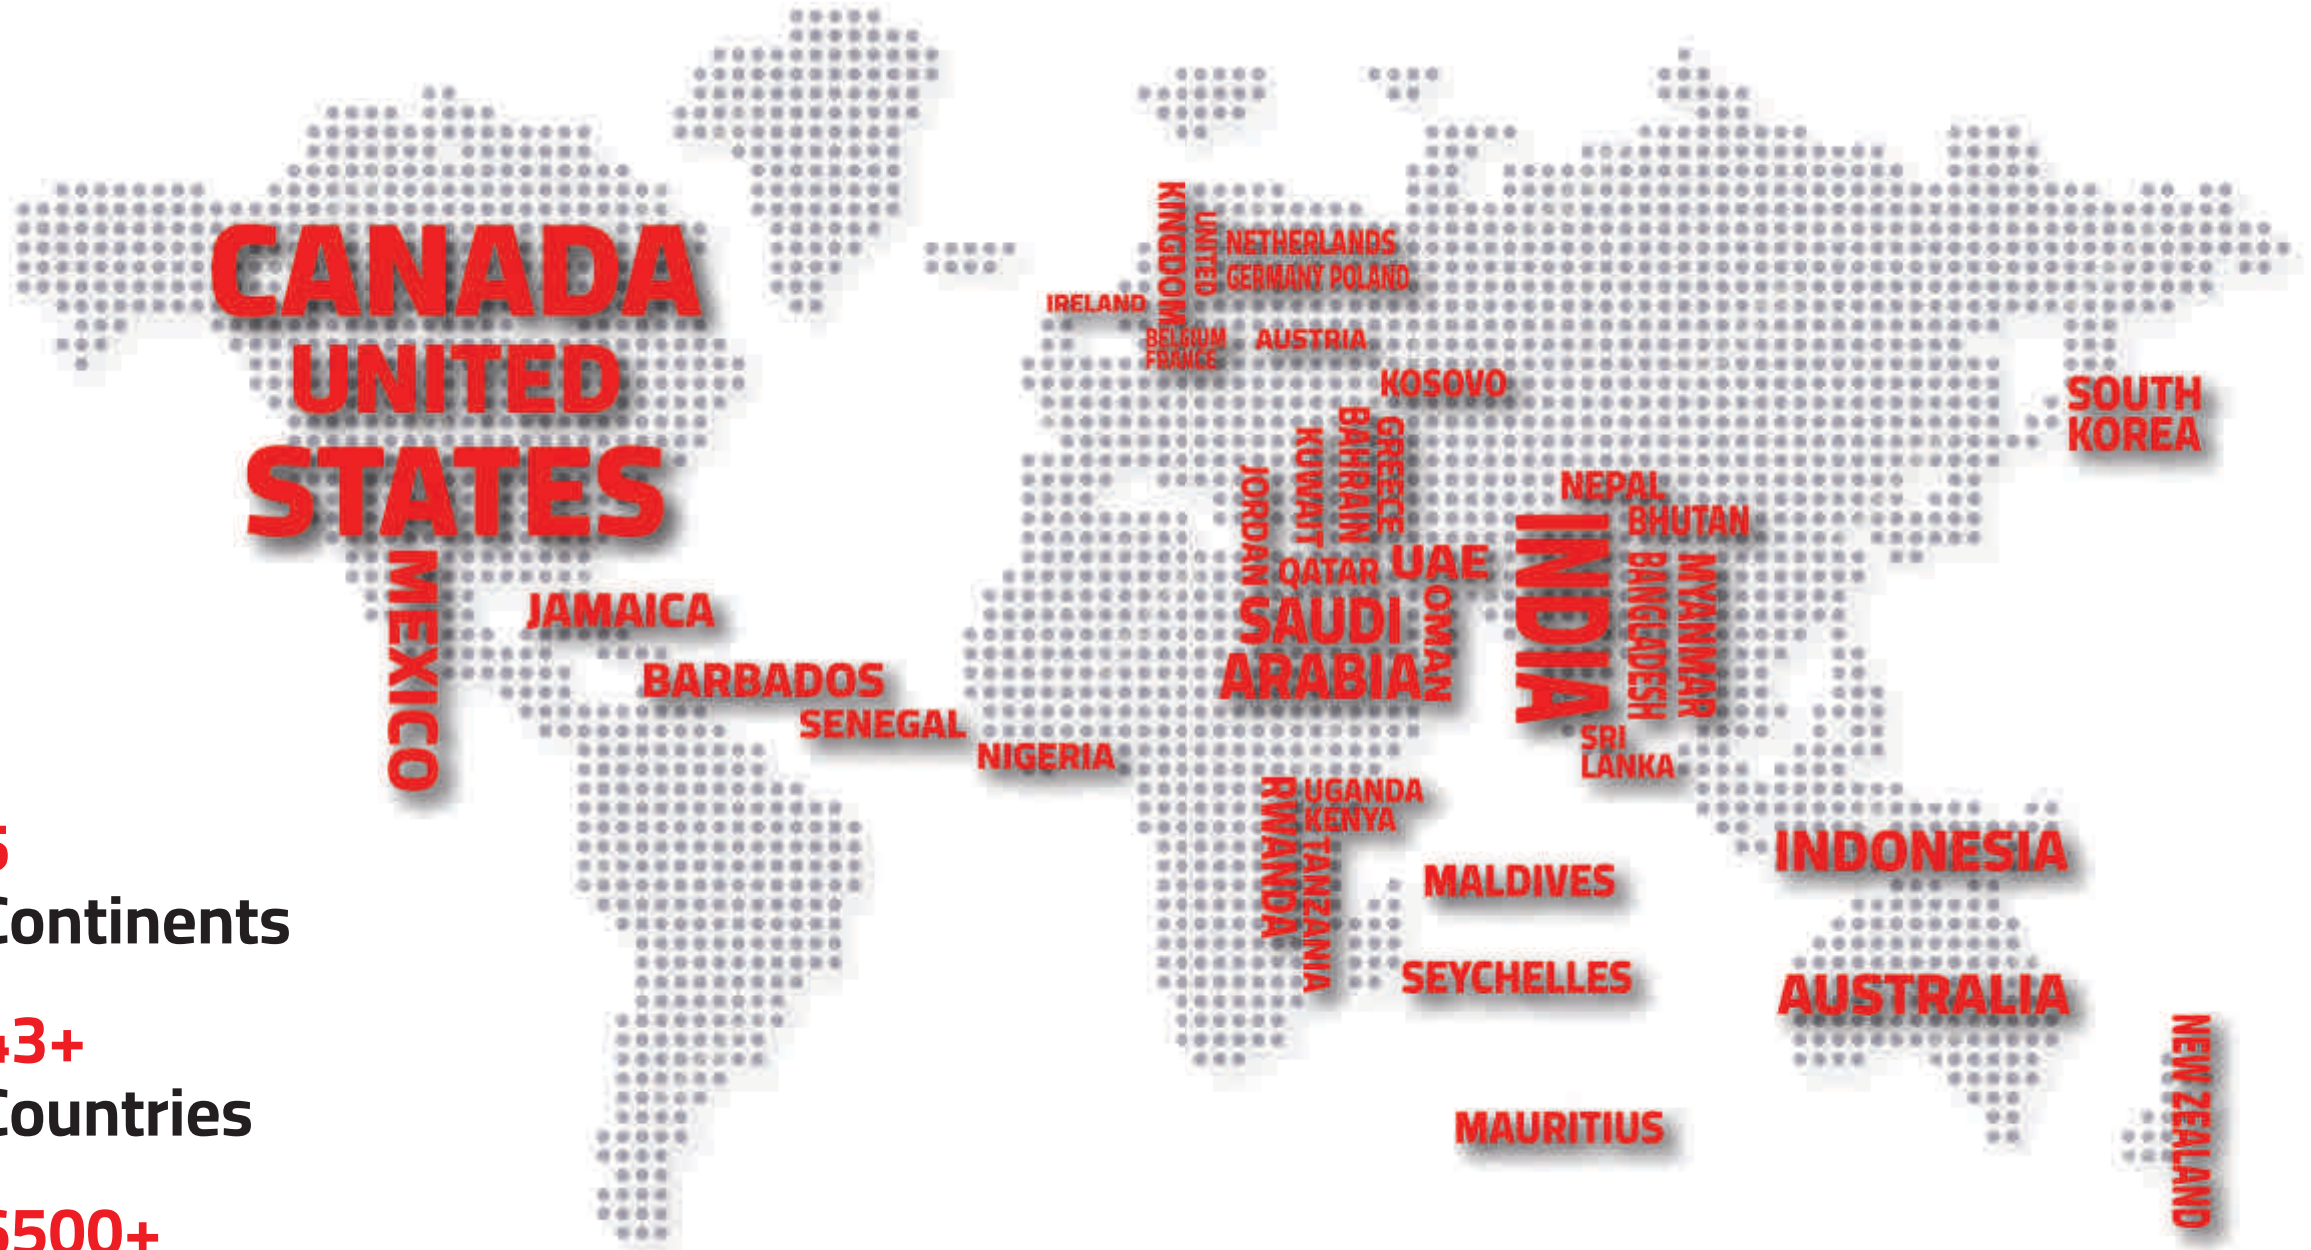 CANADA
UNITED
STATES
MEXICO
JAMAICA
BARBADOS
SENEGAL
NIGERIA
IRELAND
UNITED
KINGDOM
NETHERLANDS
GERMANY POLAND
BELGIUM
FRANCE
AUSTRIA
KOSOVO
GREECE
BAHRAIN
KUWAIT
JORDAN
QATAR
UAE
SAUDI
ARABIA
OMAN
NEPAL
BHUTAN
INDIA
BANGLADESH
MYANMAR
SRI
LANKA
SOUTH
KOREA
RWANDA
UGANDA
KENYA
TANZANIA
MALDIVES
SEYCHELLES
MAURITIUS
INDONESIA
AUSTRALIA
NEW ZEALAND
Continents
43+
Countries